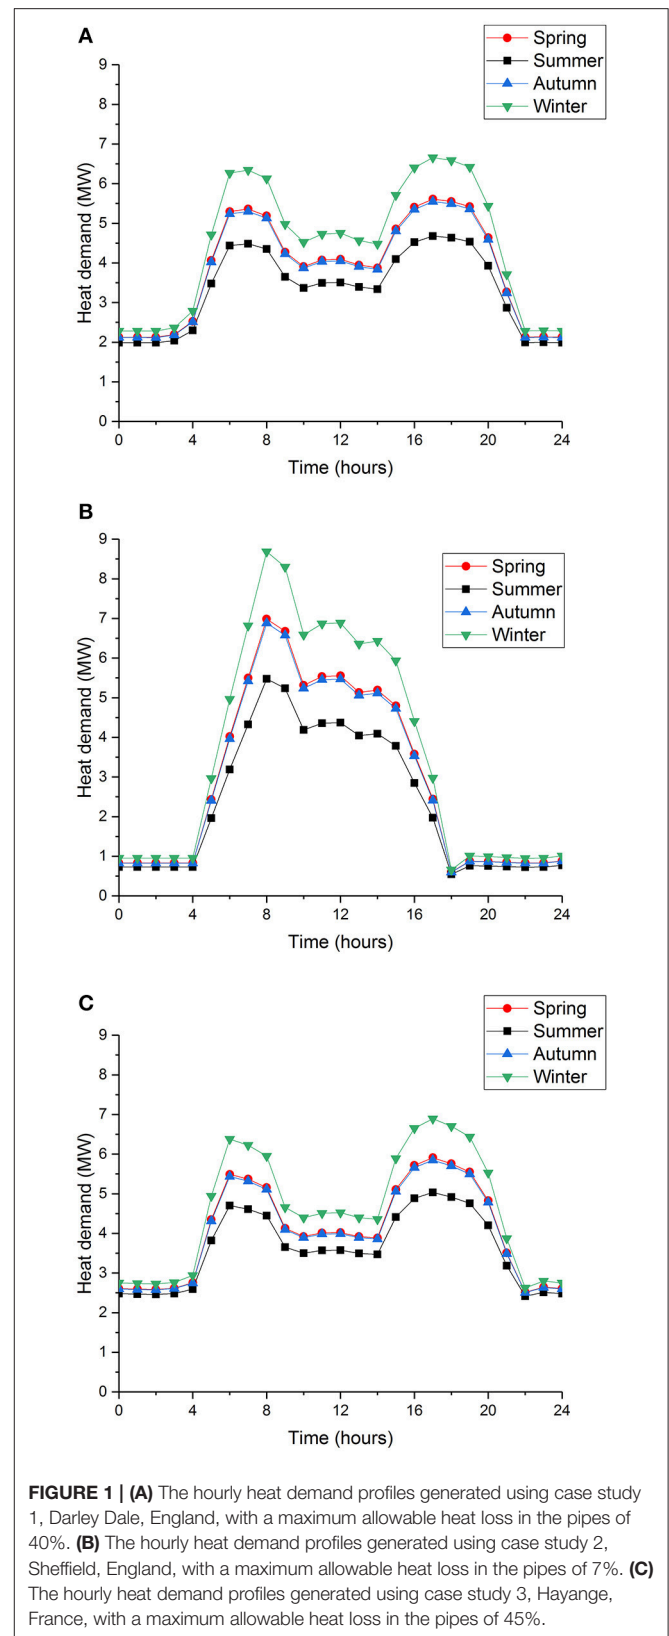 A
Spring
Summer
Autumn
Winter
9
8
7
6
5
4
3
2
1
0
Heat demand (MW)
0 4 8 12 16 20 24
Time (hours)
B
Spring
Summer
Autumn
Winter
9
8
7
6
5
4
3
2
1
0
Heat demand (MW)
0 4 8 12 16 20 24
Time (hours)
C
Spring
Summer
Autumn
Winter
9
8
7
6
5
4
3
2
1
0
Heat demand (MW)
0 4 8 12 16 20 24
Time (hours)
FIGURE 1 | (A) The hourly heat demand profiles generated using case study
1, Darley Dale, England, with a maximum allowable heat loss in the pipes of
40%. (B) The hourly heat demand profiles generated using case study 2,
Sheffield, England, with a maximum allowable heat loss in the pipes of 7%. (C)
The hourly heat demand profiles generated using case study 3, Hayange,
France, with a maximum allowable heat loss in the pipes of 45%.